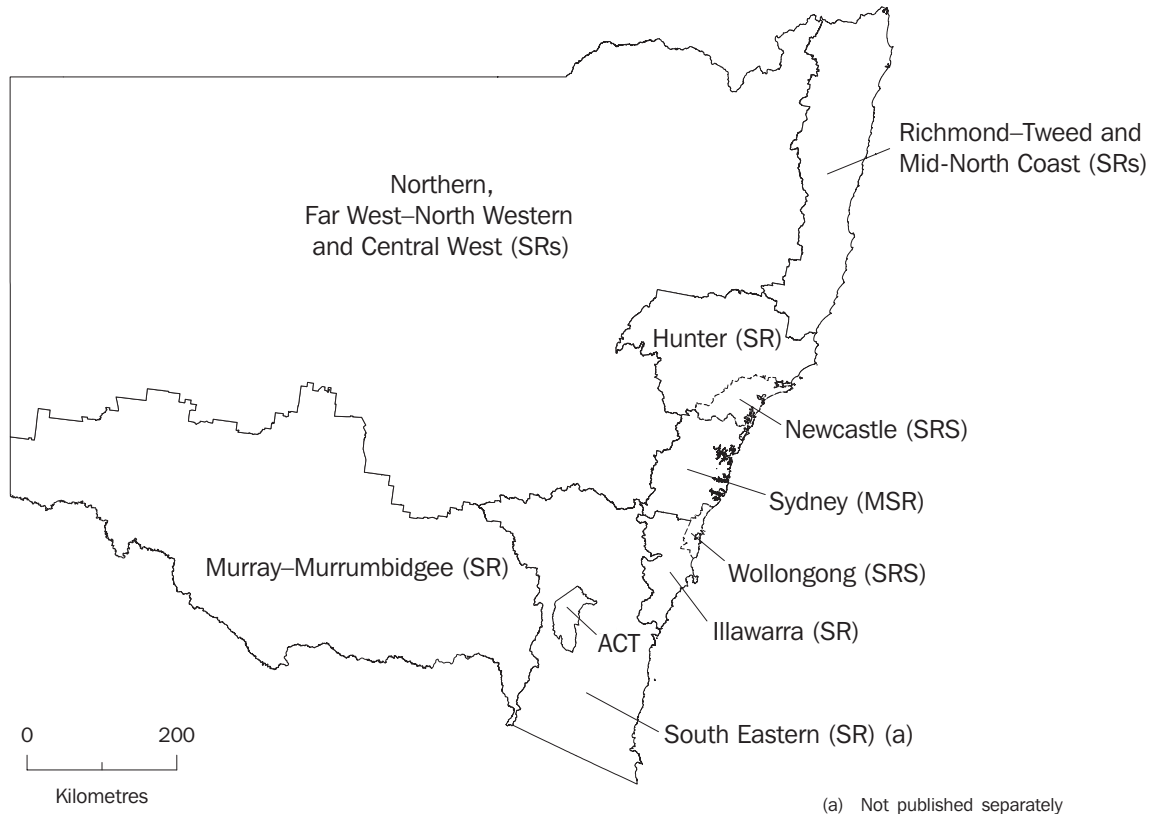 Richmond–Tweed and
Mid-North Coast (SRs)
Northern,
Far West–North Western
and Central West (SRs)
Hunter (SR)
Newcastle (SRS)
Sydney (MSR)
Murray–Murrumbidgee (SR)
Wollongong (SRS)
Illawarra (SR)
ACT
South Eastern (SR) (a)
0 200
Kilometres
(a) Not published separately